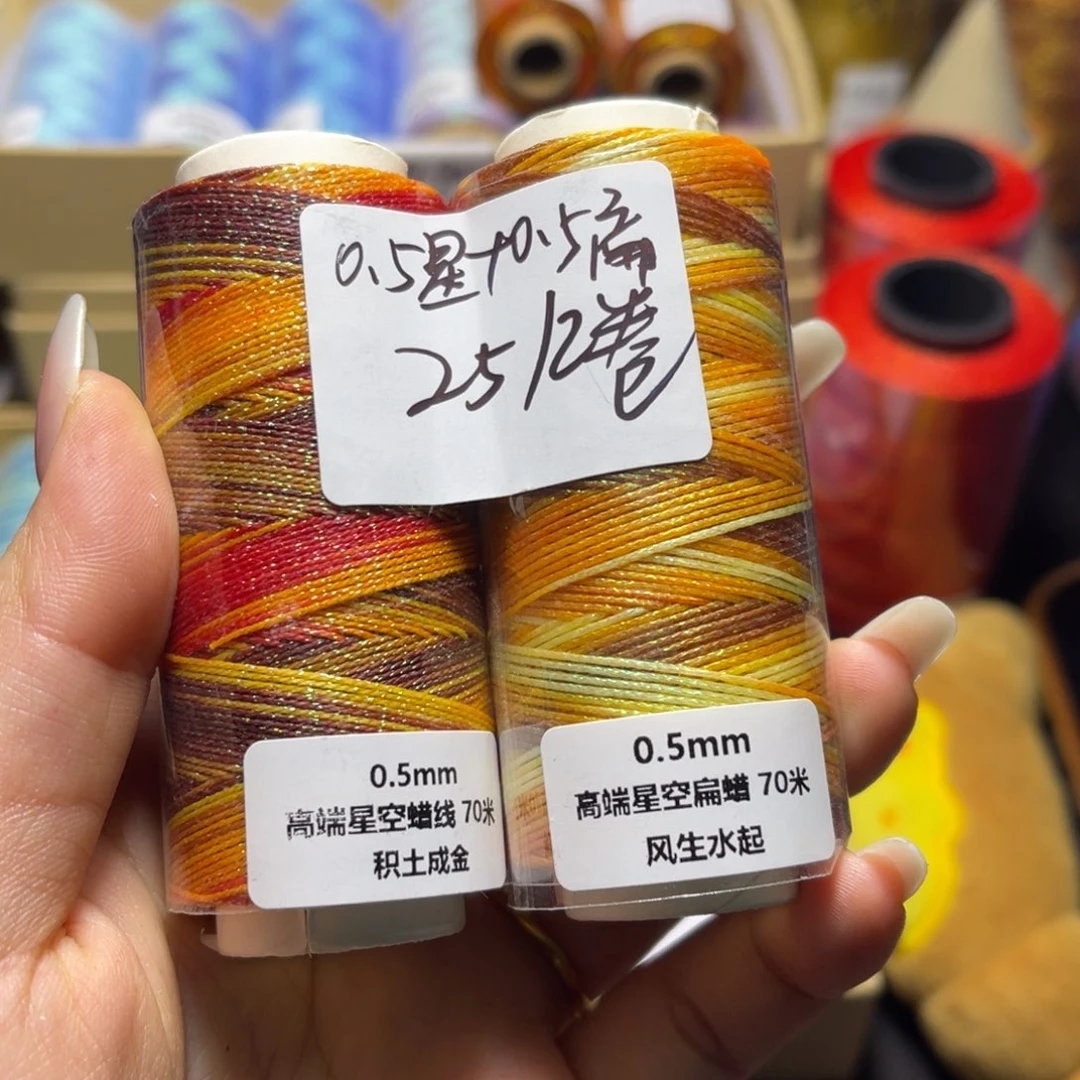 0.5星+0.5扁
25/2卷
0.5mm
高端星空蜡线 70米
积土成金
0.5mm
高端星空扁蜡 70米
风生水起